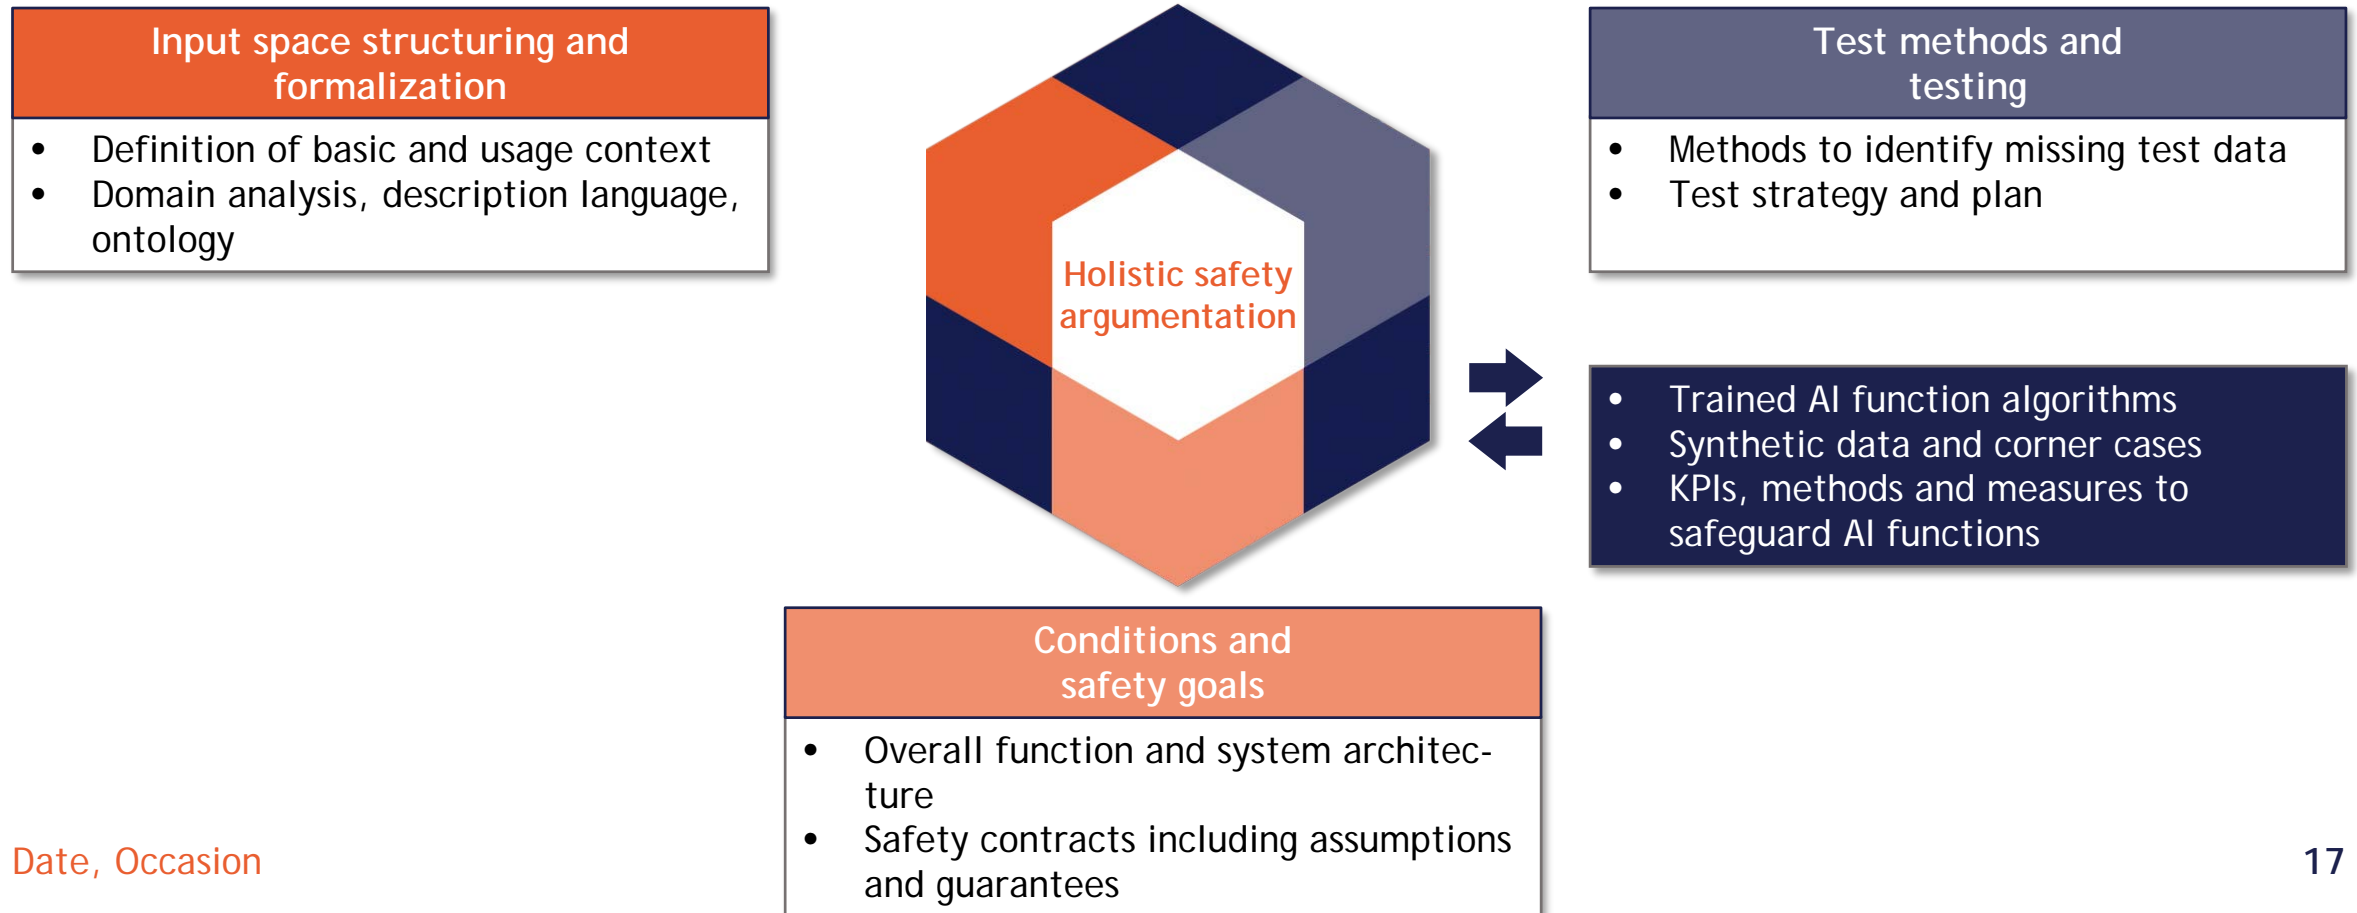 Input space structuring and
formalization
• Definition of basic and usage context
• Domain analysis, description language,
ontology
Holistic safety
argumentation
Test methods and
testing
• Methods to identify missing test data
• Test strategy and plan
• Trained AI function algorithms
• Synthetic data and corner cases
• KPIs, methods and measures to
safeguard AI functions
Conditions and
safety goals
• Overall function and system architec-
ture
• Safety contracts including assumptions
and guarantees
Date, Occasion
17